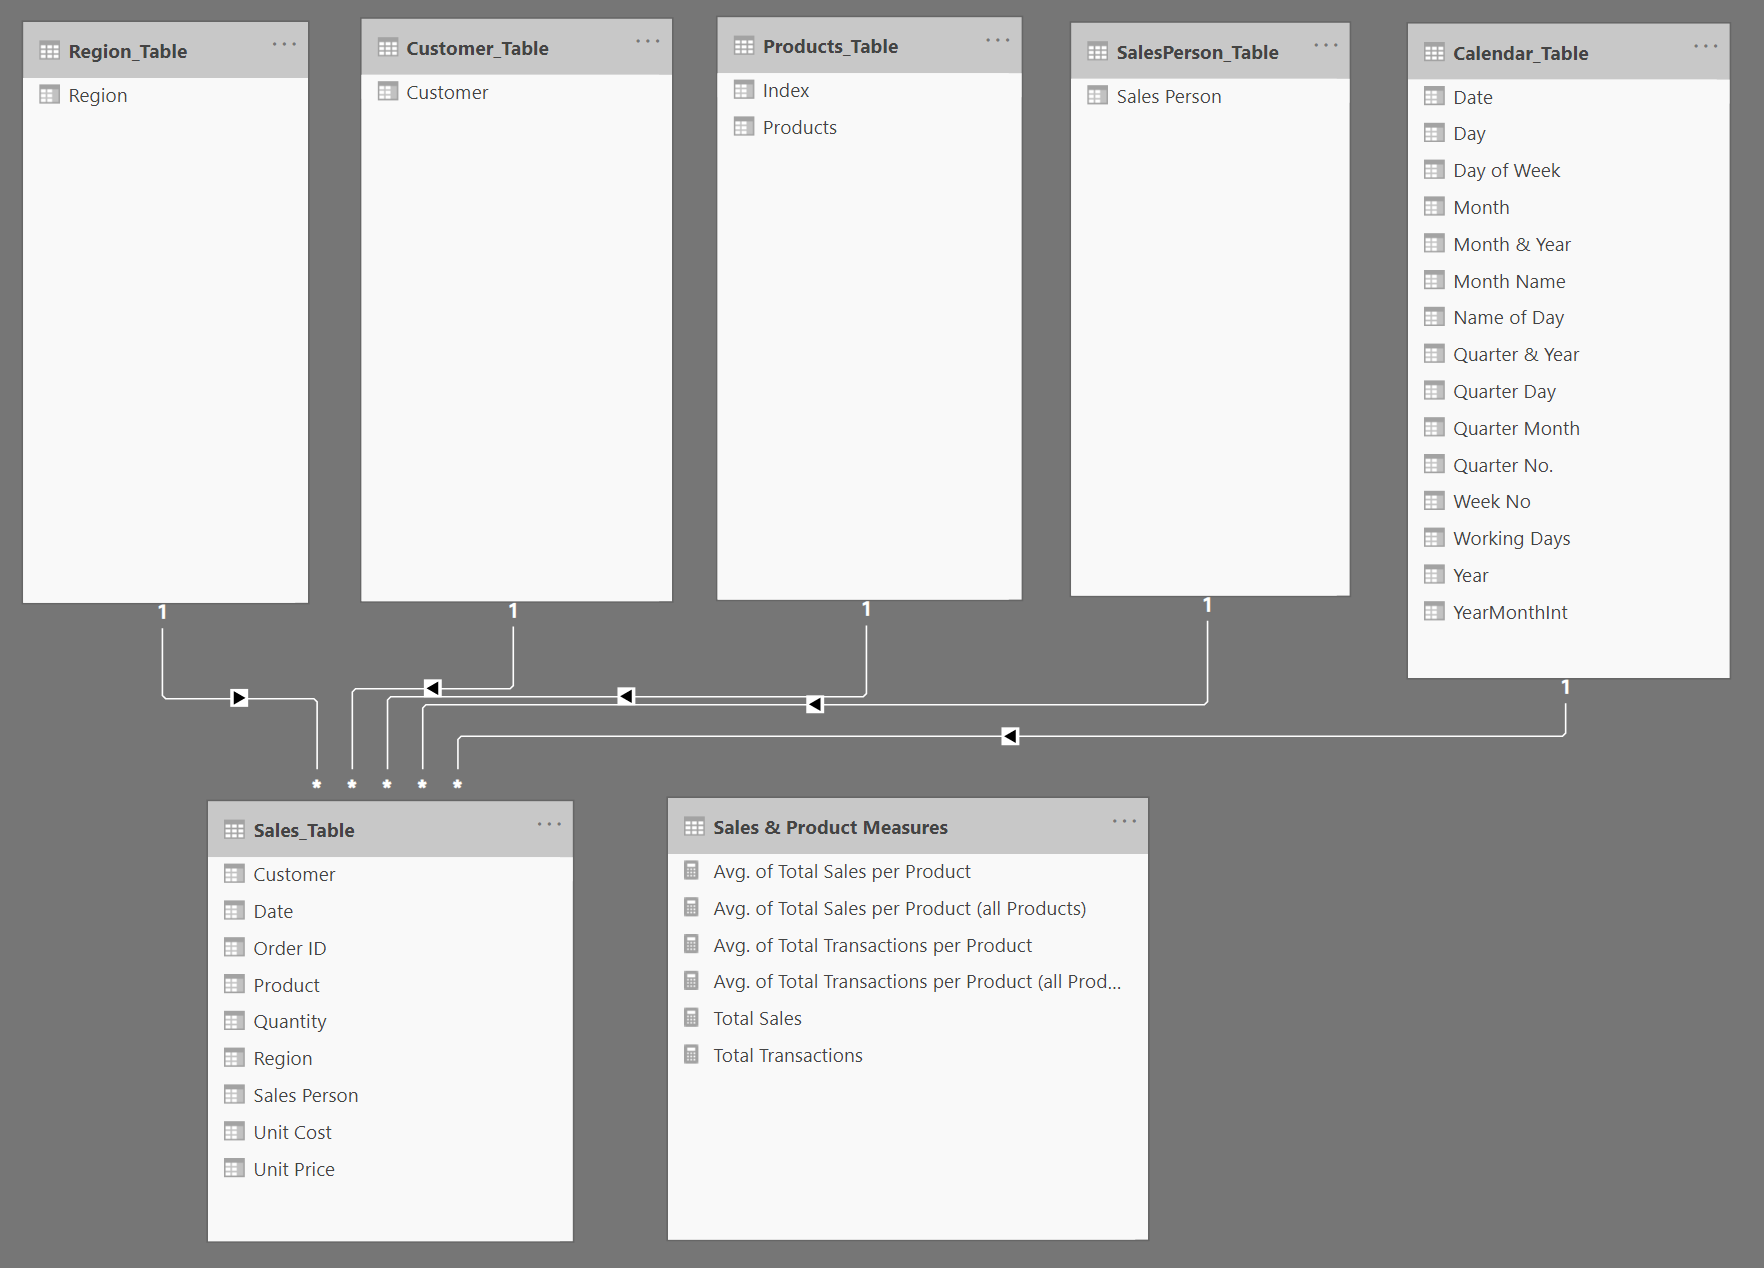 Region_Table
Region
Customer_Table
Customer
Products_Table
Index
Products
SalesPerson_Table
Sales Person
Calendar_Table
Date
Day
Day of Week
Month
Month & Year
Month Name
Name of Day
Quarter & Year
Quarter Day
Quarter Month
Quarter No.
Week No
Working Days
Year
YearMonthInt
1
1
1
1
1
* * * * *
Sales_Table
Customer
Date
Order ID
Product
Quantity
Region
Sales Person
Unit Cost
Unit Price
Sales & Product Measures
Avg. of Total Sales per Product
Avg. of Total Sales per Product (all Products)
Avg. of Total Transactions per Product
Avg. of Total Transactions per Product (all Prod...
Total Sales
Total Transactions